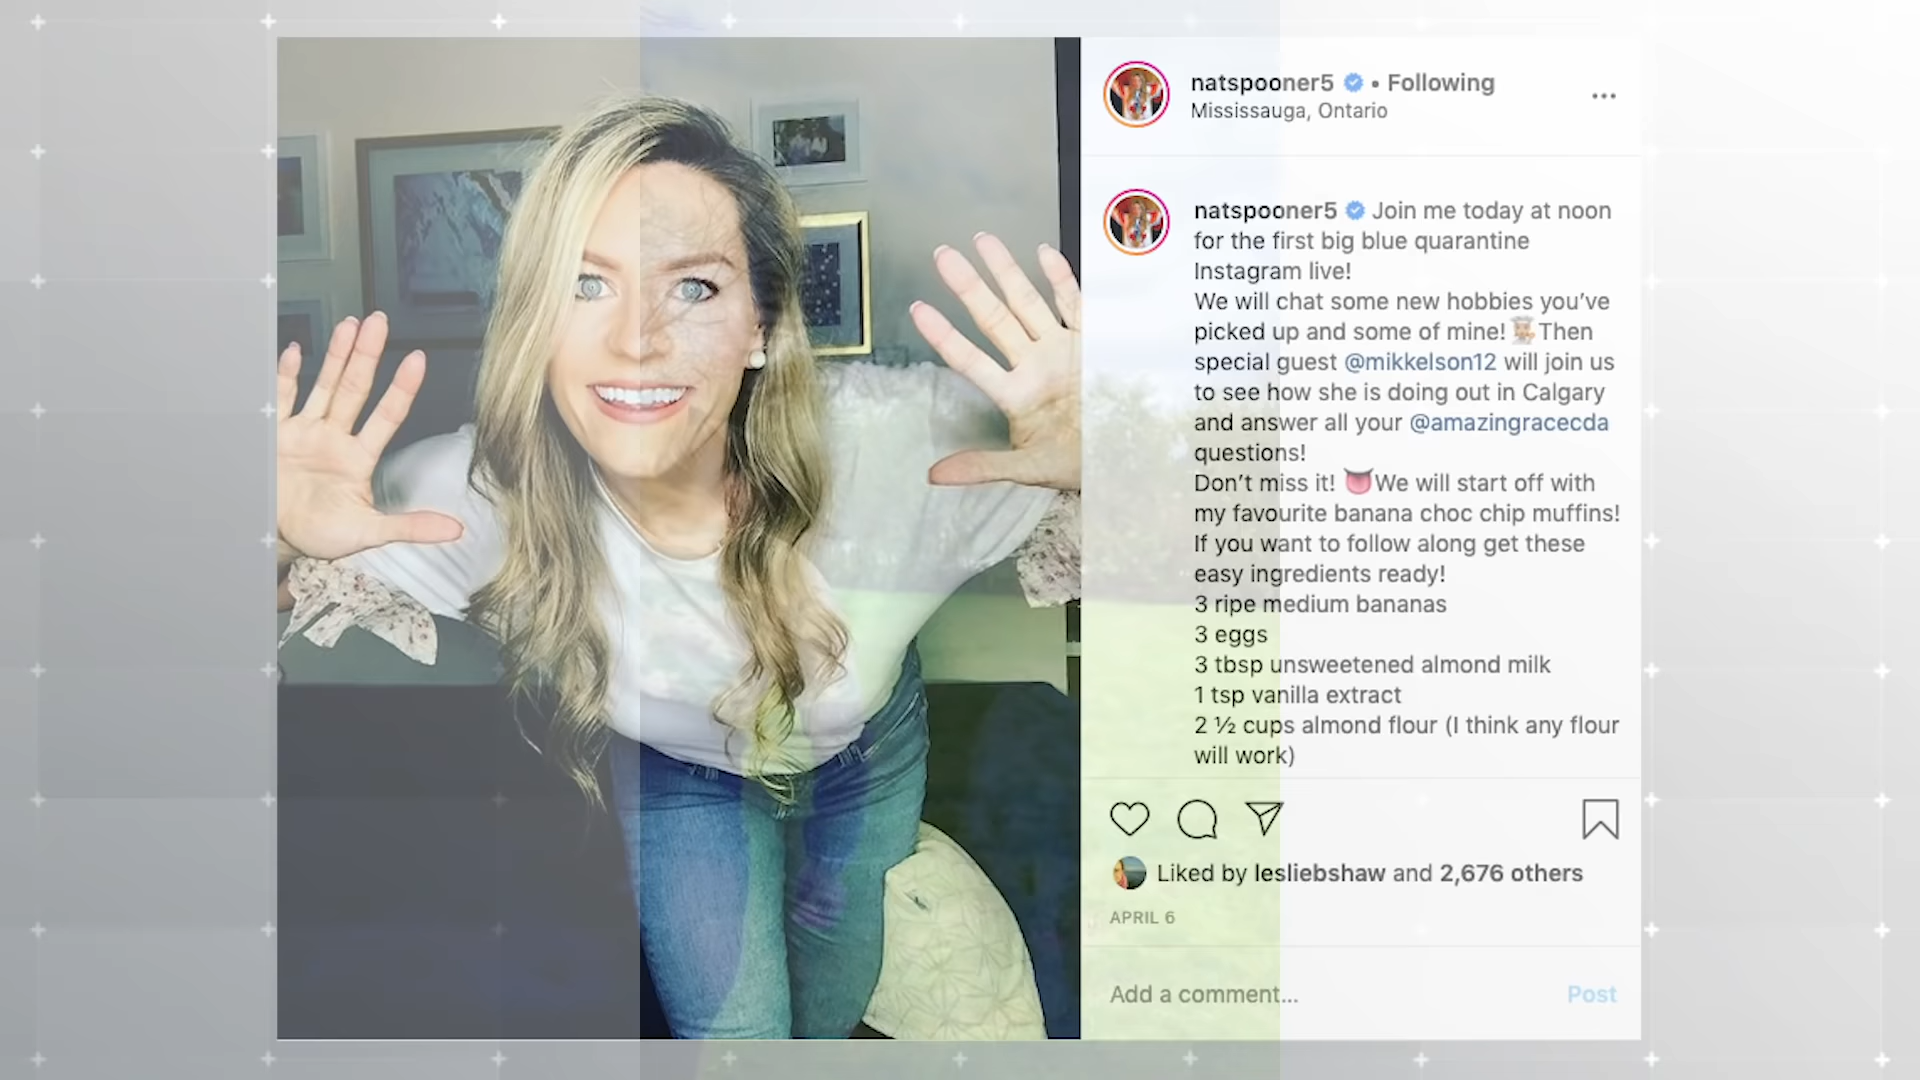 natspooner5 • Following
Mississauga, Ontario
natspooner5 Join me today at noon
for the first big blue quarantine
Instagram live!
We will chat some new hobbies you’ve
picked up and some of mine! Then
special guest @mikkelson12 will join us
to see how she is doing out in Calgary
and answer all your @amazingracecda
questions!
Don’t miss it! 👅We will start off with
my favourite banana choc chip muffins!
If you want to follow along get these
easy ingredients ready!
3 ripe medium bananas
3 eggs
3 tbsp unsweetened almond milk
1 tsp vanilla extract
2 ½ cups almond flour (I think any flour
will work)
Liked by lesliebshaw and 2,676 others
APRIL 6
Add a comment...
Post